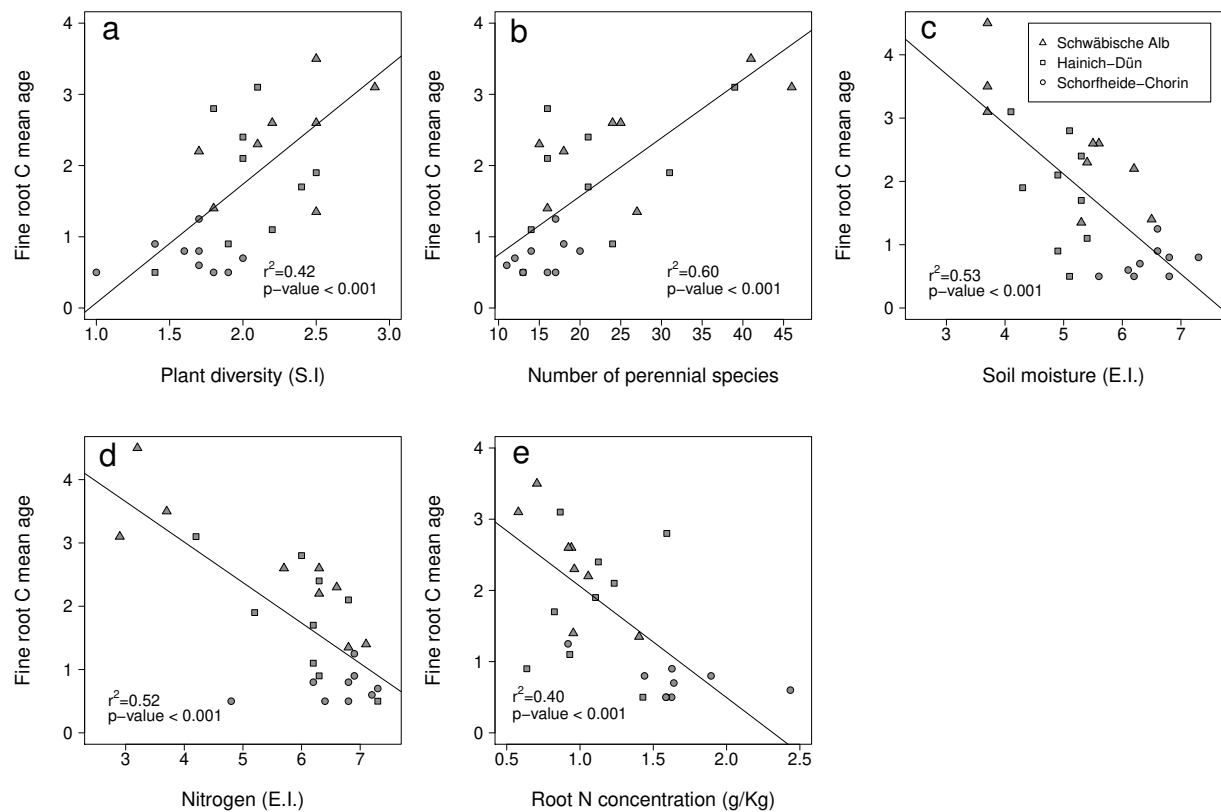 a
4
3
2
1
0
Fine root C mean age
r²=0.42
p-value < 0.001
1.0 1.5 2.0 2.5 3.0
Plant diversity (S.I)
b
4
3
2
1
0
Fine root C mean age
r²=0.60
p-value < 0.001
10 15 20 25 30 35 40 45
Number of perennial species
c
Schwäbische Alb
Hainich-Dün
Schorfheide-Chorin
4
3
2
1
0
Fine root C mean age
r²=0.53
p-value < 0.001
3 4 5 6 7
Soil moisture (E.I.)
d
4
3
2
1
0
Fine root C mean age
r²=0.52
p-value < 0.001
3 4 5 6 7
Nitrogen (E.I.)
e
4
3
2
1
0
Fine root C mean age
r²=0.40
p-value < 0.001
0.5 1.0 1.5 2.0 2.5
Root N concentration (g/Kg)